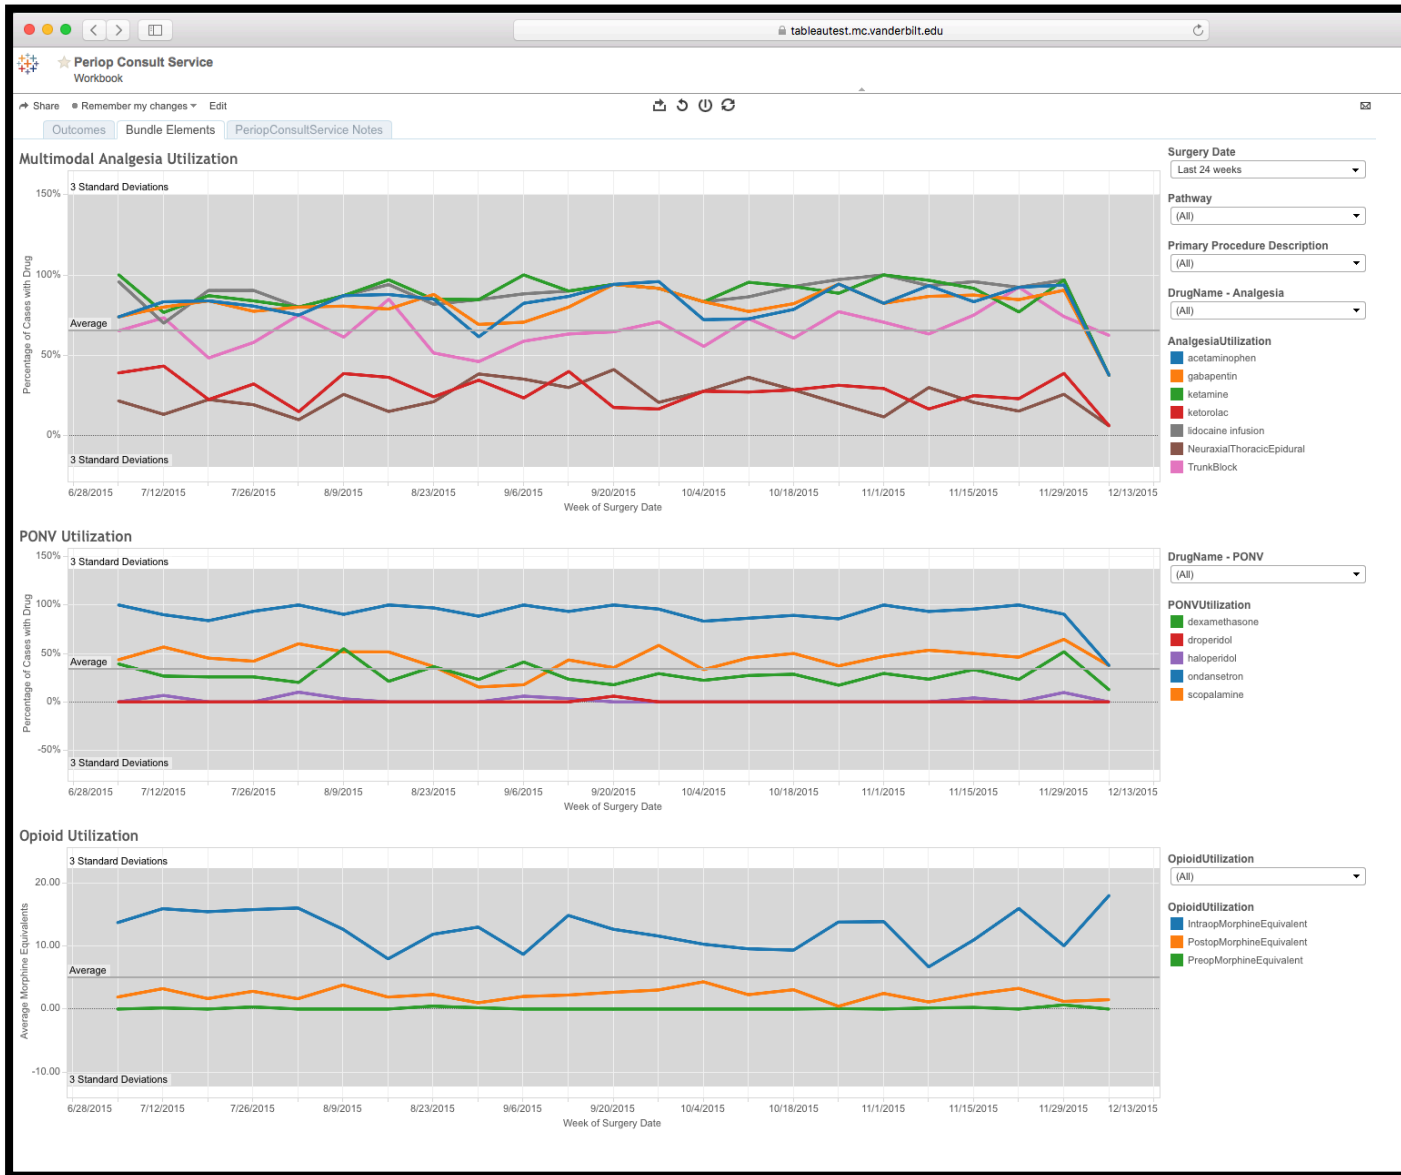 tableautest.mc.vanderbilt.edu
Periop Consult Service
Workbook
Share Remember my changes Edit
Outcomes Bundle Elements PeriopConsultService Notes
Multimodal Analgesia Utilization
3 Standard Deviations
150%
100%
Average
50%
0%
3 Standard Deviations
Percentage of Cases with Drug
6/28/2015 7/12/2015 7/26/2015 8/9/2015 8/23/2015 9/6/2015 9/20/2015 10/4/2015 10/18/2015 11/1/2015 11/15/2015 11/29/2015 12/13/2015
Week of Surgery Date
Surgery Date
Last 24 weeks
Pathway
(All)
Primary Procedure Description
(All)
DrugName - Analgesia
(All)
AnalgesiaUtilization
acetaminophen
gabapentin
ketamine
ketorolac
lidocaine infusion
NeuraxialThoracicEpidural
TrunkBlock
PONV Utilization
150%
3 Standard Deviations
100%
50%
Average
0%
-50%
3 Standard Deviations
Percentage of Cases with Drug
6/28/2015 7/12/2015 7/26/2015 8/9/2015 8/23/2015 9/6/2015 9/20/2015 10/4/2015 10/18/2015 11/1/2015 11/15/2015 11/29/2015 12/13/2015
Week of Surgery Date
DrugName - PONV
(All)
PONVUtilization
dexamethasone
droperidol
haloperidol
ondansetron
scopalamine
Opioid Utilization
3 Standard Deviations
20.00
10.00
Average
0.00
-10.00
3 Standard Deviations
Average Morphine Equivalents
6/28/2015 7/12/2015 7/26/2015 8/9/2015 8/23/2015 9/6/2015 9/20/2015 10/4/2015 10/18/2015 11/1/2015 11/15/2015 11/29/2015 12/13/2015
Week of Surgery Date
OpioidUtilization
(All)
OpioidUtilization
IntraopMorphineEquivalent
PostopMorphineEquivalent
PreopMorphineEquivalent